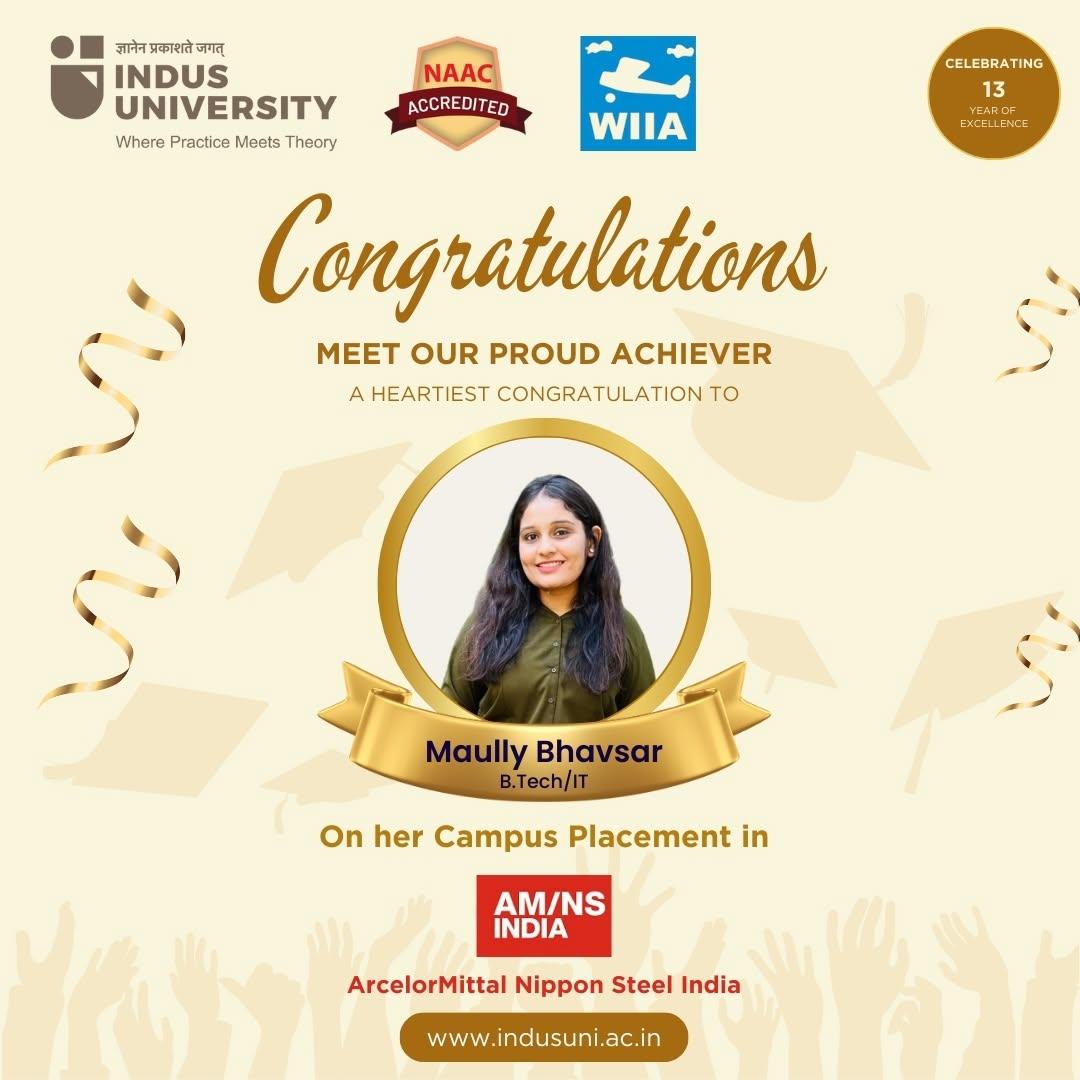 ज्ञानेन प्रकाशते जगत्
INDUS
UNIVERSITY
Where Practice Meets Theory
NAAC
ACCREDITED
WIIA
CELEBRATING
13
YEAR OF
EXCELLENCE
Congratulations
MEET OUR PROUD ACHIEVER
A HEARTIEST CONGRATULATION TO
Maully Bhavsar
B.Tech/IT
On her Campus Placement in
AM/NS
INDIA
ArcelorMittal Nippon Steel India
www.indusuni.ac.in